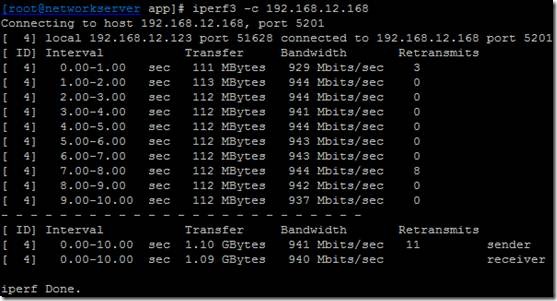 [root@networkserver app]# iperf3 -c 192.168.12.168
Connecting to host 192.168.12.168, port 5201
[  4] local 192.168.12.123 port 51628 connected to 192.168.12.168 port 5201
[ ID] Interval           Transfer     Bandwidth       Retransmits
[  4]   0.00-1.00   sec   111 MBytes   929 Mbits/sec    3
[  4]   1.00-2.00   sec   113 MBytes   944 Mbits/sec    0
[  4]   2.00-3.00   sec   112 MBytes   944 Mbits/sec    0
[  4]   3.00-4.00   sec   112 MBytes   941 Mbits/sec    0
[  4]   4.00-5.00   sec   112 MBytes   944 Mbits/sec    0
[  4]   5.00-6.00   sec   112 MBytes   943 Mbits/sec    0
[  4]   6.00-7.00   sec   112 MBytes   943 Mbits/sec    0
[  4]   7.00-8.00   sec   112 MBytes   944 Mbits/sec    8
[  4]   8.00-9.00   sec   112 MBytes   942 Mbits/sec    0
[  4]   9.00-10.00  sec   112 MBytes   937 Mbits/sec    0
- - - - - - - - - - - - - - - - - - - - - - - - -
[ ID] Interval           Transfer     Bandwidth       Retransmits
[  4]   0.00-10.00  sec  1.10 GBytes   941 Mbits/sec   11             sender
[  4]   0.00-10.00  sec  1.09 GBytes   940 Mbits/sec                  receiver
iperf Done.